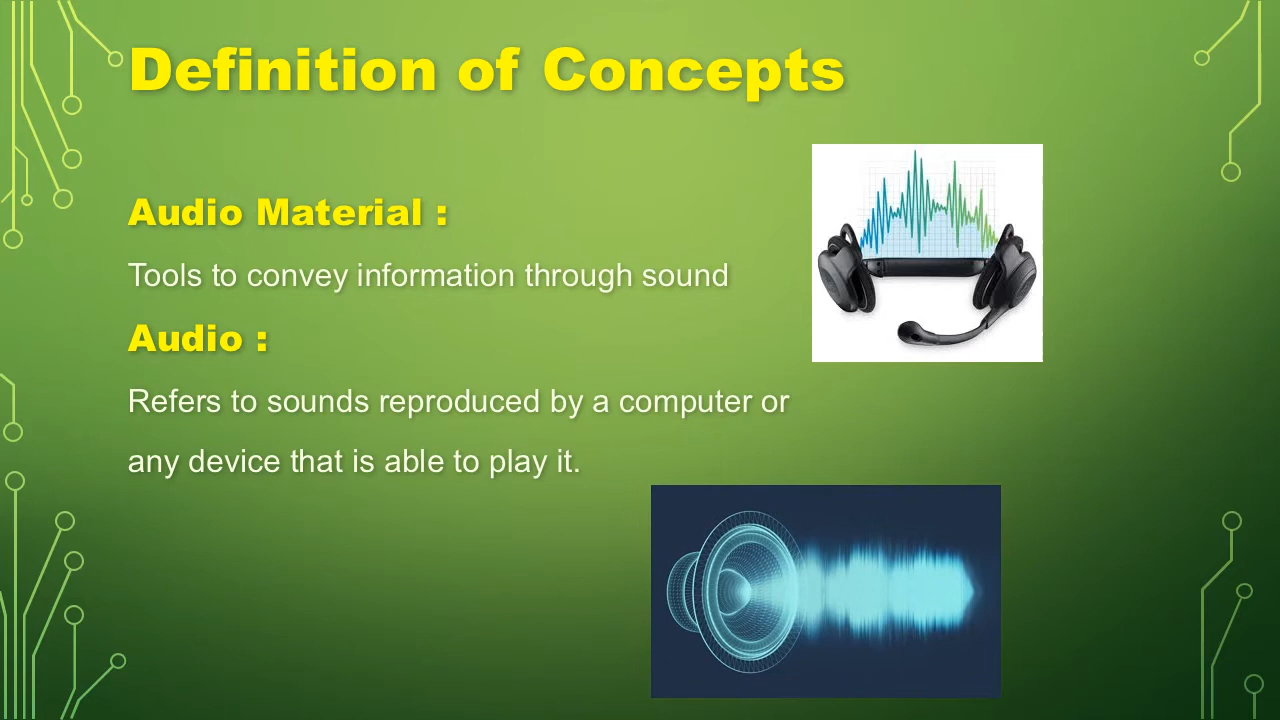 Definition of Concepts
Audio Material :
Tools to convey information through sound
Audio :
Refers to sounds reproduced by a computer or
any device that is able to play it.